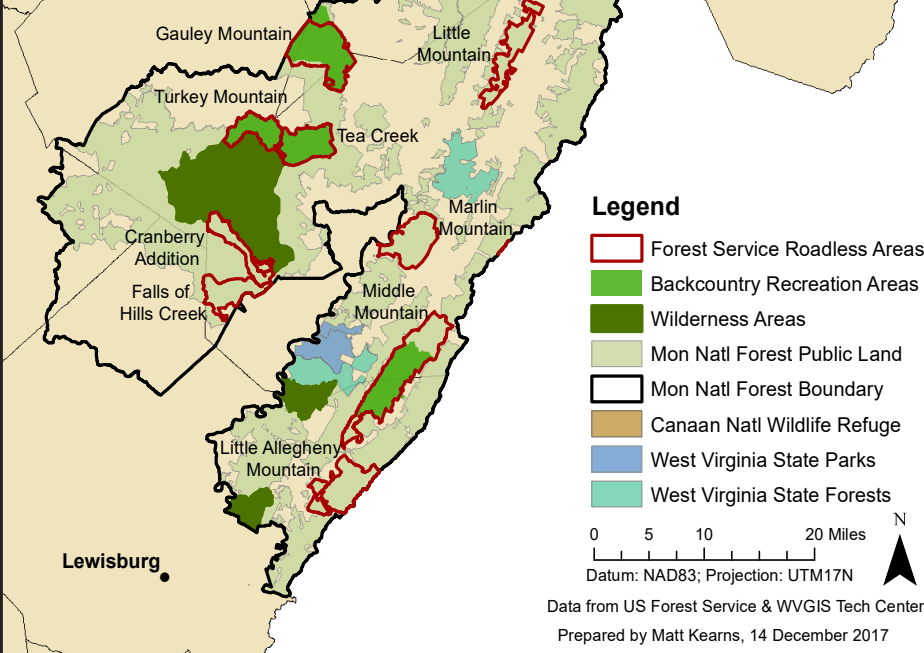 Gauley Mountain
Little
Mountain
Turkey Mountain
Tea Creek
Marlin
Mountain
Cranberry
Addition
Falls of
Hills Creek
Middle
Mountain
Little Allegheny
Mountain
Lewisburg
Legend
Forest Service Roadless Areas
Backcountry Recreation Areas
Wilderness Areas
Mon Natl Forest Public Land
Mon Natl Forest Boundary
Canaan Natl Wildlife Refuge
West Virginia State Parks
West Virginia State Forests
0 5 10 20 Miles
N
Datum: NAD83; Projection: UTM17N
Data from US Forest Service & WVGIS Tech Center
Prepared by Matt Kearns, 14 December 2017